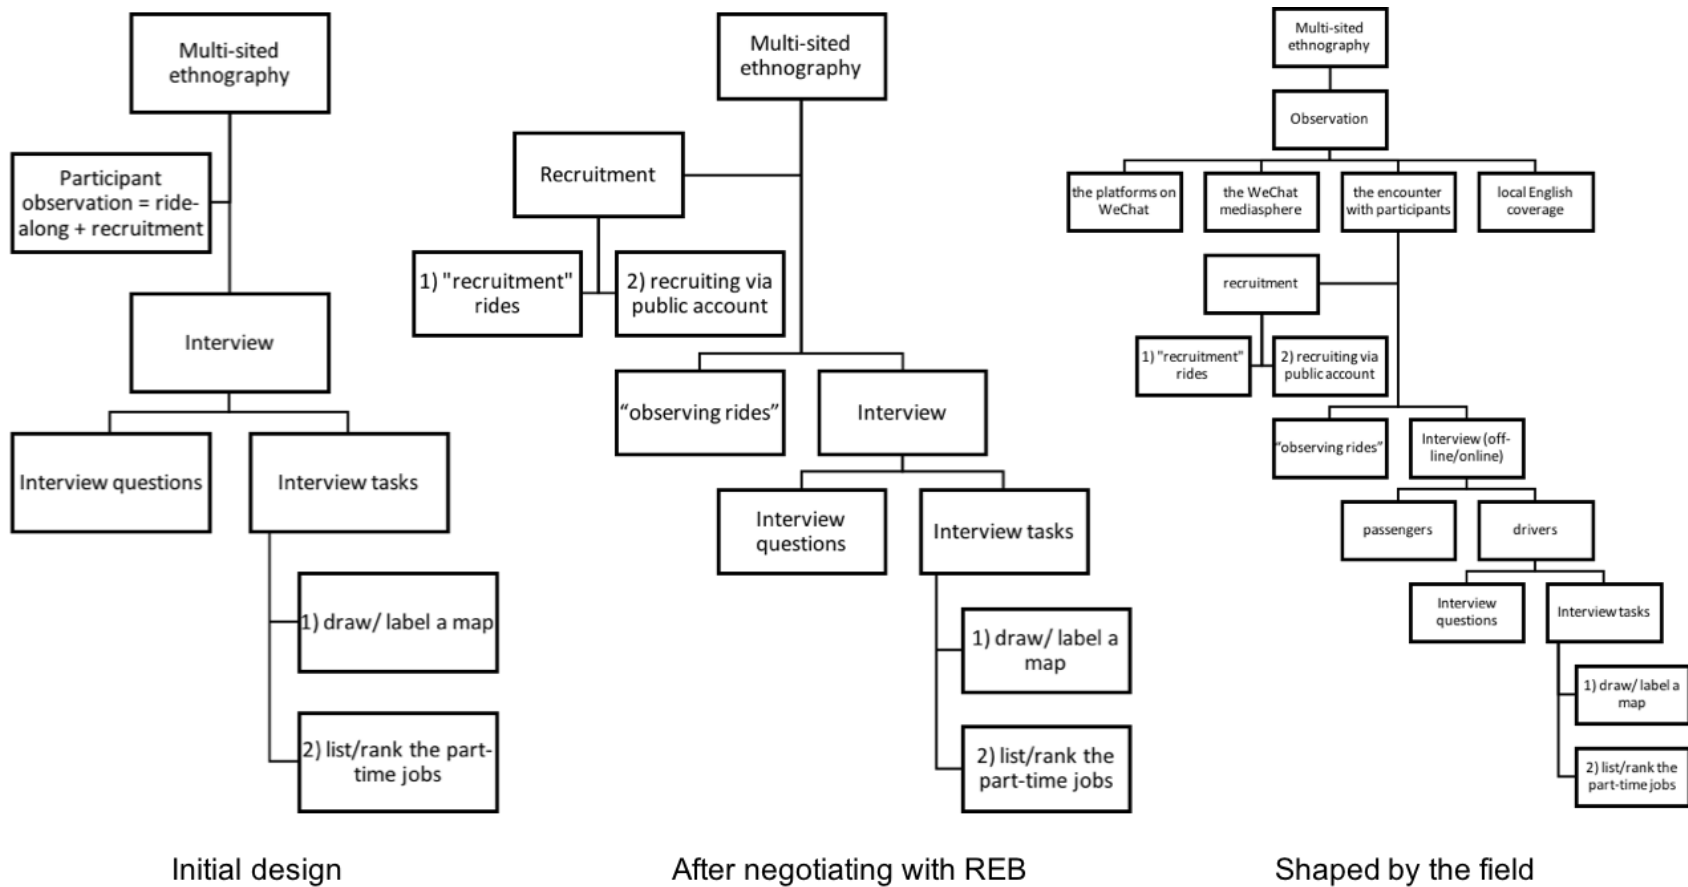 Multi-sited
ethnography
Participant
observation = ride-
along + recruitment
Interview
Interview questions
Interview tasks
1) draw/ label a map
2) list/rank the part-
time jobs
Initial design
Multi-sited
ethnography
Recruitment
1) "recruitment"
rides
2) recruiting via
public account
“observing rides”
Interview
Interview
questions
Interview tasks
1) draw/ label a
map
2) list/rank the
part-time jobs
After negotiating with REB
Multi-sited
ethnography
Observation
the platforms on
WeChat
the WeChat
mediasphere
the encounter
with participants
local English
coverage
recruitment
1) "recruitment"
rides
2) recruiting via
public account
“observing rides”
Interview (off-
line/online)
passengers
drivers
Interview
questions
Interview tasks
1) draw/ label a
map
2) list/rank the
part-time jobs
Shaped by the field